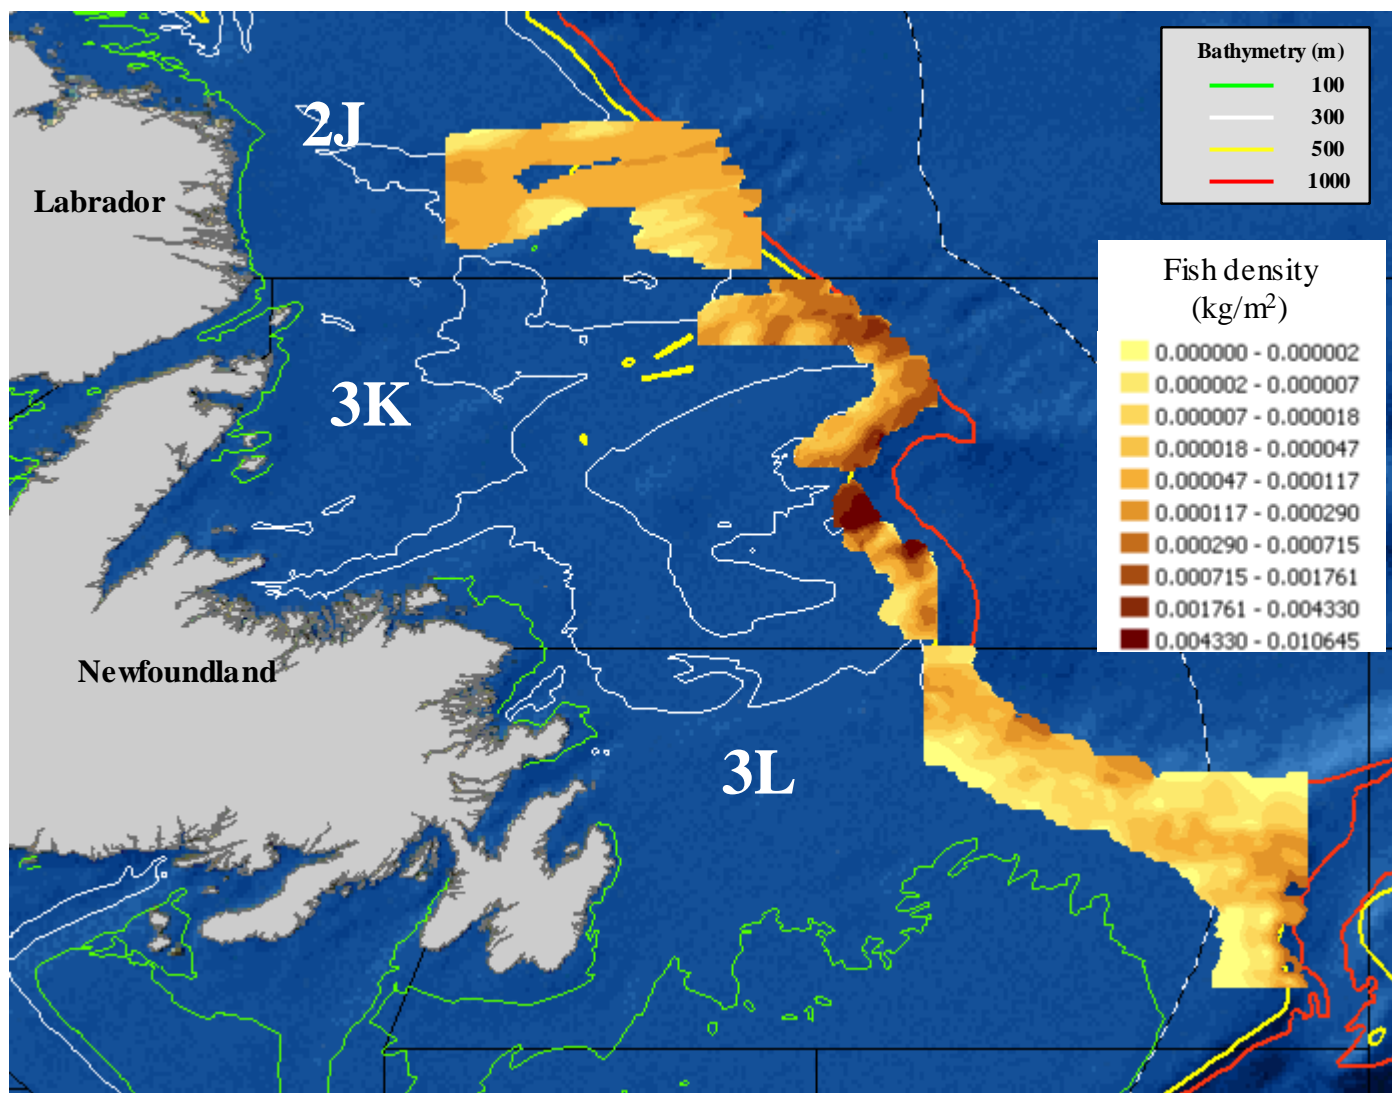 Bathymetry (m)
100
300
500
1000
2J
Labrador
Fish density
(kg/m²)
0.000000 - 0.000002
0.000002 - 0.000007
0.000007 - 0.000018
0.000018 - 0.000047
0.000047 - 0.000117
0.000117 - 0.000290
0.000290 - 0.000715
0.000715 - 0.001761
0.001761 - 0.004330
0.004330 - 0.010645
3K
Newfoundland
3L